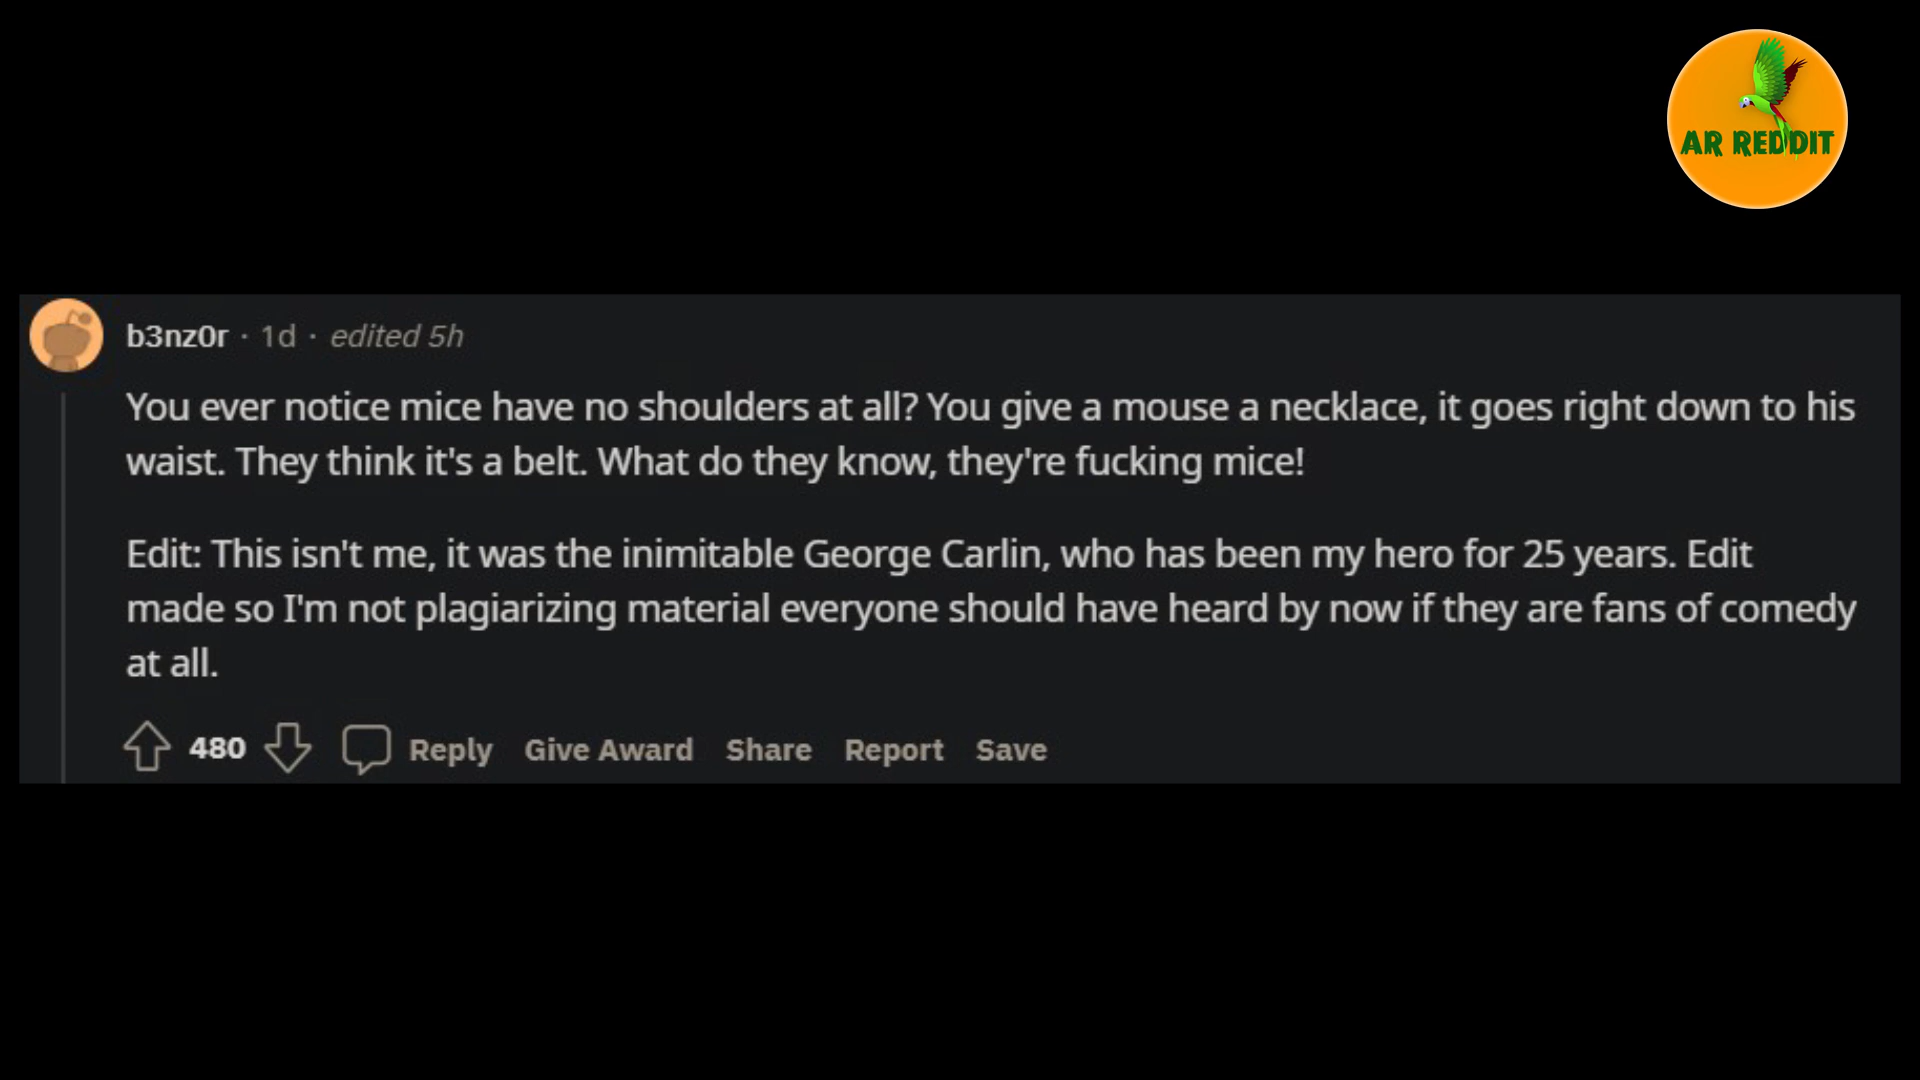 AR REDDIT
b3nz0r · 1d · edited 5h
You ever notice mice have no shoulders at all? You give a mouse a necklace, it goes right down to his
waist. They think it's a belt. What do they know, they're fucking mice!
Edit: This isn't me, it was the inimitable George Carlin, who has been my hero for 25 years. Edit
made so I'm not plagiarizing material everyone should have heard by now if they are fans of comedy
at all.
480 Reply Give Award Share Report Save